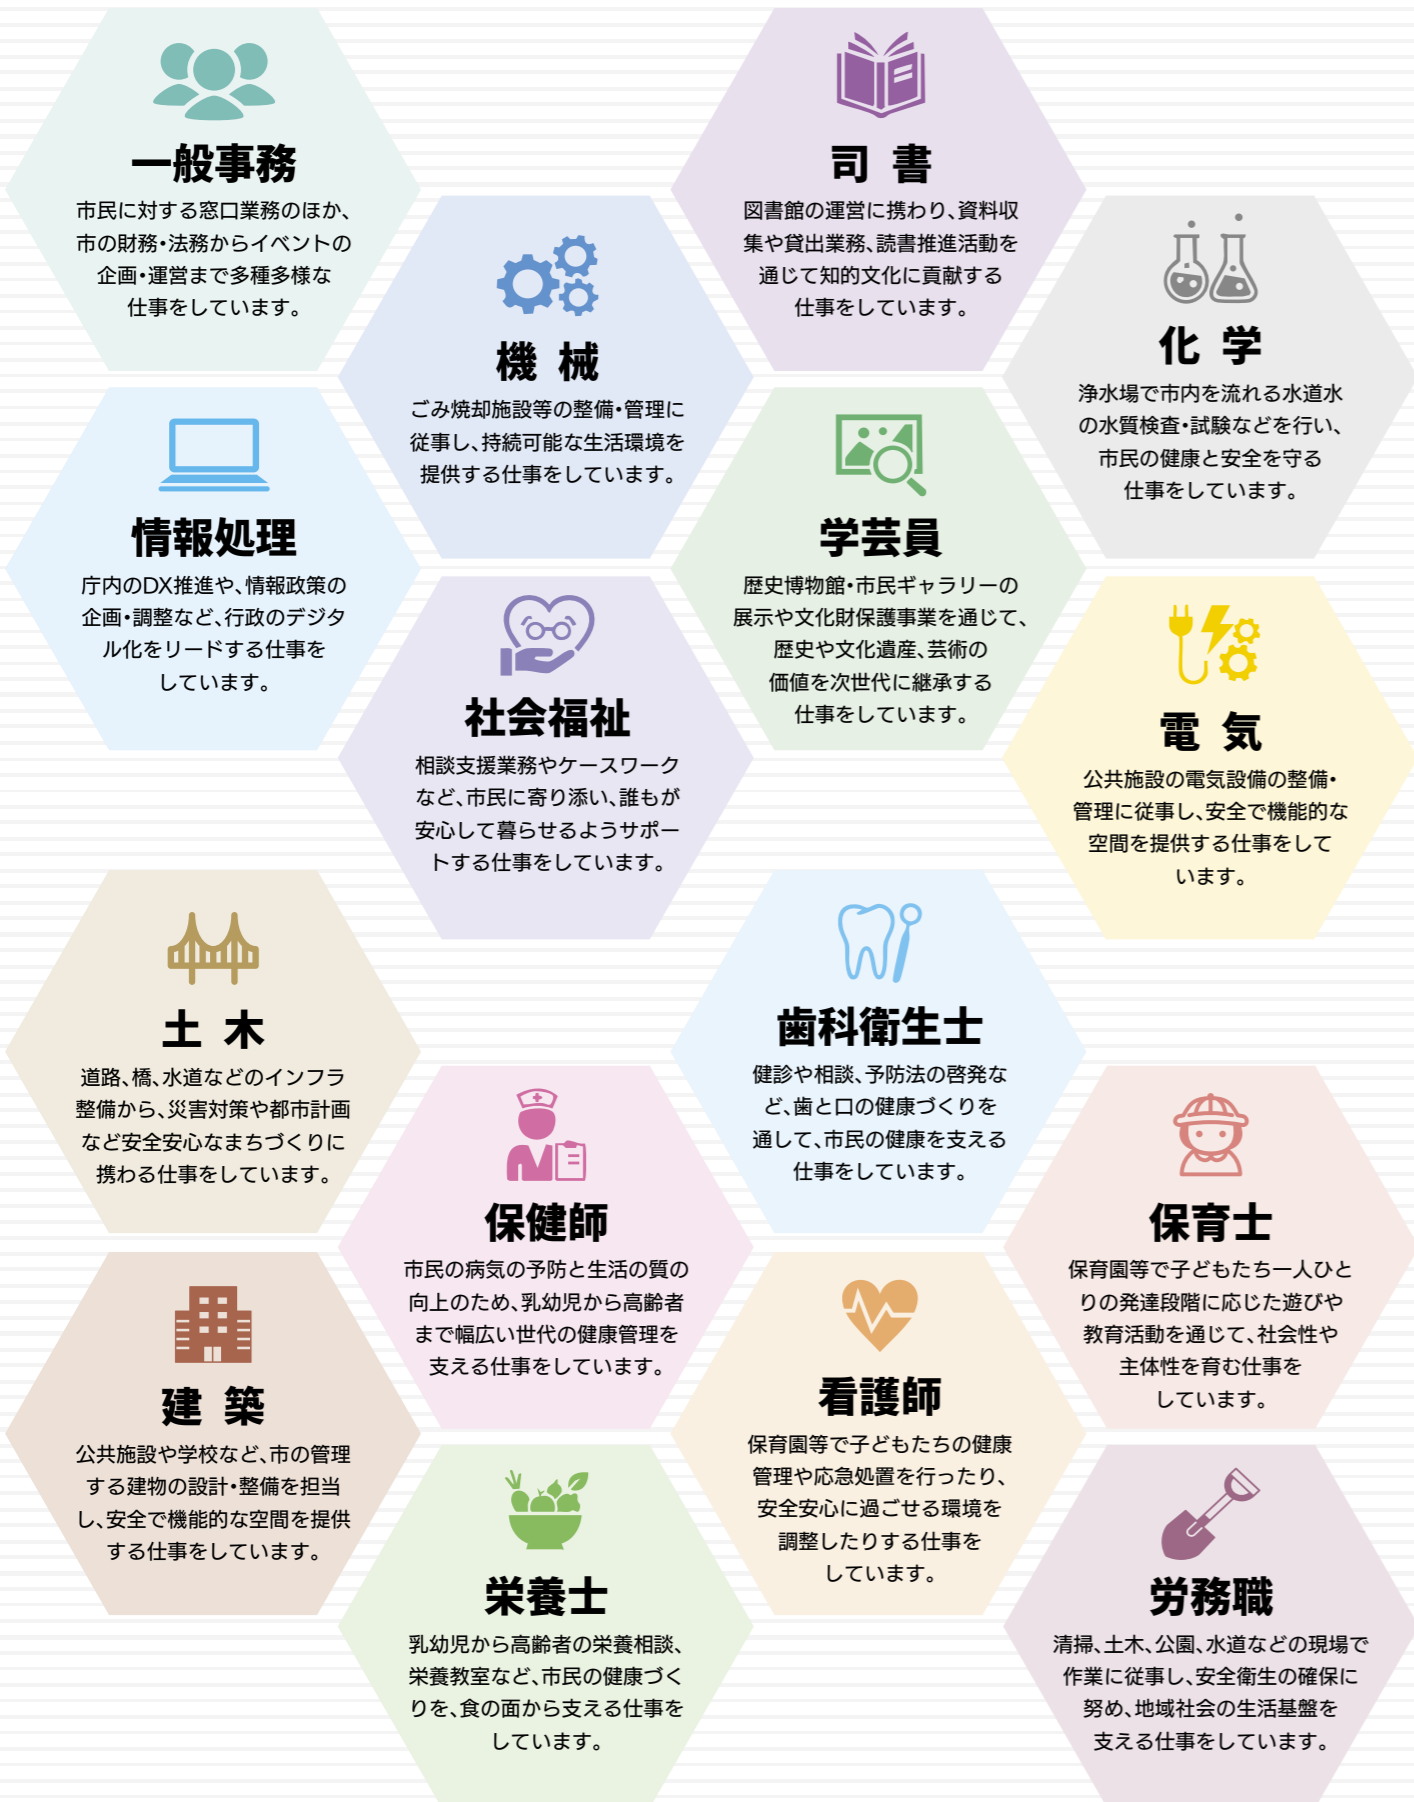 一般事務
市民に対する窓口業務のほか、
市の財務・法務からイベントの
企画・運営まで多種多様な
仕事をしています。
機 械
ごみ焼却施設等の整備・管理に
従事し、持続可能な生活環境を
提供する仕事をしています。
司 書
図書館の運営に携わり、資料収
集や貸出業務、読書推進活動を
通じて知的文化に貢献する
仕事をしています。
化 学
浄水場で市内を流れる水道水
の水質検査・試験などを行い、
市民の健康と安全を守る
仕事をしています。
情報処理
庁内のDX推進や、情報政策の
企画・調整など、行政のデジタ
ル化をリードする仕事を
しています。
社会福祉
相談支援業務やケースワーク
など、市民に寄り添い、誰もが
安心して暮らせるようサポー
トする仕事をしています。
学芸員
歴史博物館・市民ギャラリーの
展示や文化財保護事業を通じて、
歴史や文化遺産、芸術の
価値を次世代に継承する
仕事をしています。
電 気
公共施設の電気設備の整備・
管理に従事し、安全で機能的な
空間を提供する仕事をして
います。
土 木
道路、橋、水道などのインフラ
整備から、災害対策や都市計画
など安全安心なまちづくりに
携わる仕事をしています。
保健師
市民の病気の予防と生活の質の
向上のため、乳幼児から高齢者
まで幅広い世代の健康管理を
支える仕事をしています。
歯科衛生士
健診や相談、予防法の啓発な
ど、歯と口の健康づくりを
通して、市民の健康を支える
仕事をしています。
保育士
保育園等で子どもたち一人ひと
りの発達段階に応じた遊びや
教育活動を通じて、社会性や
主体性を育む仕事を
しています。
建 築
公共施設や学校など、市の管理
する建物の設計・整備を担当
し、安全で機能的な空間を提供
する仕事をしています。
栄養士
乳幼児から高齢者の栄養相談、
栄養教室など、市民の健康づく
りを、食の面から支える仕事を
しています。
看護師
保育園等で子どもたちの健康
管理や応急処置を行ったり、
安全安心に過ごせる環境を
調整したりする仕事を
しています。
労務職
清掃、土木、公園、水道などの現場で
作業に従事し、安全衛生の確保に
努め、地域社会の生活基盤を
支える仕事をしています。